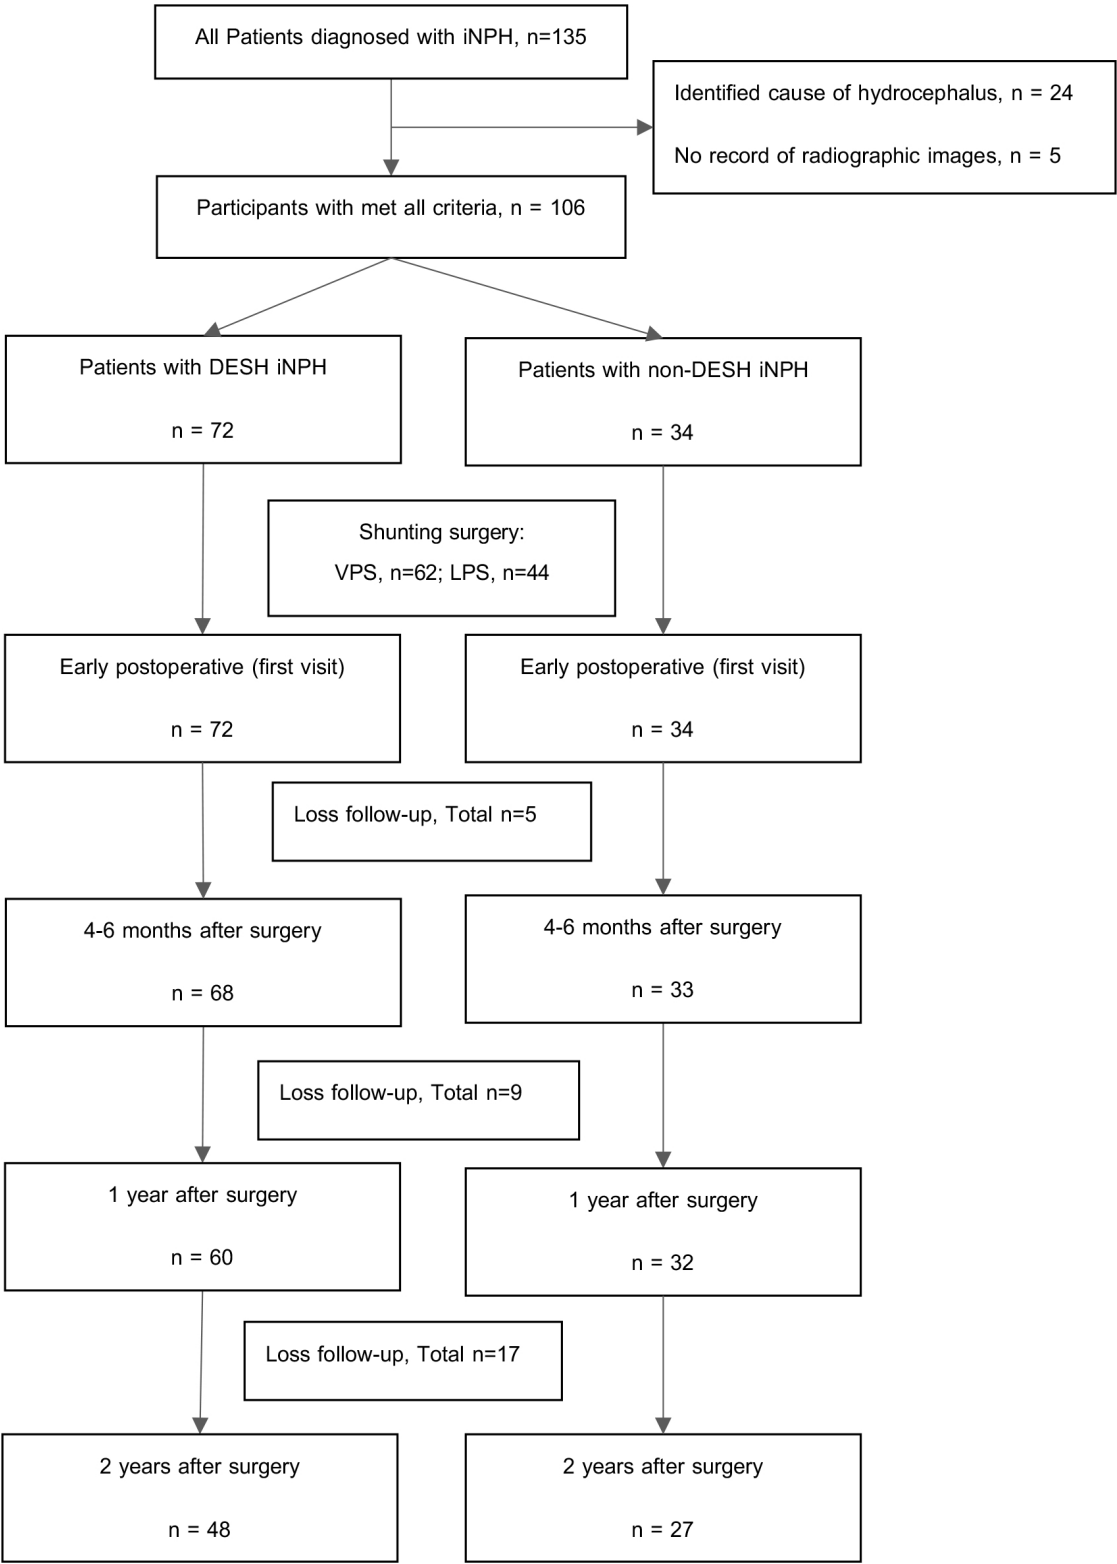 All Patients diagnosed with iNPH, n=135
Identified cause of hydrocephalus, n = 24
No record of radiographic images, n = 5
Participants with met all criteria, n = 106
Patients with DESH iNPH
n = 72
Patients with non-DESH iNPH
n = 34
Shunting surgery:
VPS, n=62; LPS, n=44
Early postoperative (first visit)
n = 72
Early postoperative (first visit)
n = 34
Loss follow-up, Total n=5
4-6 months after surgery
n = 68
4-6 months after surgery
n = 33
Loss follow-up, Total n=9
1 year after surgery
n = 60
1 year after surgery
n = 32
Loss follow-up, Total n=17
2 years after surgery
n = 48
2 years after surgery
n = 27